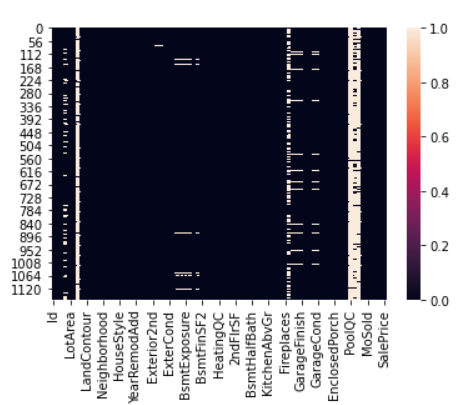 0
56
112
168
224
280
336
392
448
504
560
616
672
728
784
840
896
952
1008
1064
1120
1.0
0.8
0.6
0.4
0.2
0.0
Id
LotArea
LandContour
Neighborhood
HouseStyle
YearRemodAdd
Exterior2nd
ExterCond
BsmtExposure
BsmtFinSF2
HeatingQC
2ndFlrSF
BsmtHalfBath
KitchenAbvGr
Fireplaces
GarageFinish
GarageCond
EnclosedPorch
PoolQC
MoSold
SalePrice